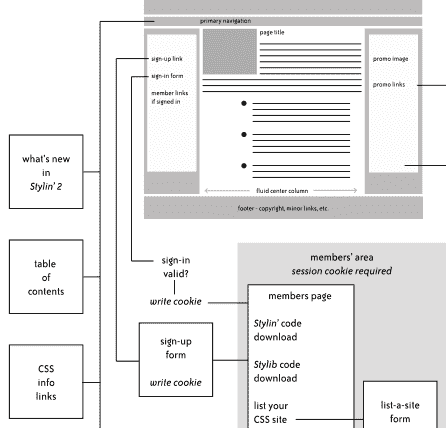 primary navigation
page title
sign-up link
sign-in form
member links
if signed in
promo image
promo links
fluid center column
footer - copyright, minor links, etc.
what's new
in
Stylin' 2
table
of
contents
CSS
info
links
sign-in
valid?
write cookie
sign-up
form
write cookie
members' area
session cookie required
members page
Stylin' code
download
Stylib code
download
list your
CSS site
list-a-site
form